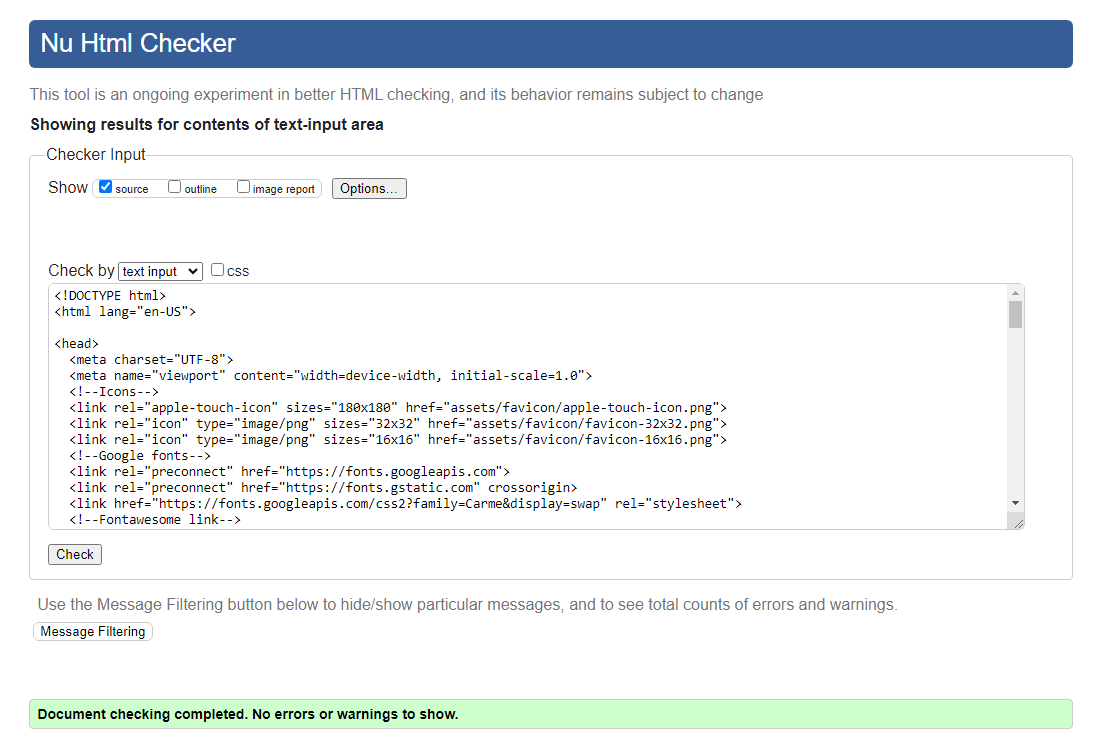 Nu Html Checker
This tool is an ongoing experiment in better HTML checking, and its behavior remains subject to change
Showing results for contents of text-input area
Checker Input
Show source outline image report Options...
Check by text input css
<!DOCTYPE html>
<html lang="en-US">
<head>
<meta charset="UTF-8">
<meta name="viewport" content="width=device-width, initial-scale=1.0">
<!--Icons-->
<link rel="apple-touch-icon" sizes="180x180" href="assets/favicon/apple-touch-icon.png">
<link rel="icon" type="image/png" sizes="32x32" href="assets/favicon/favicon-32x32.png">
<link rel="icon" type="image/png" sizes="16x16" href="assets/favicon/favicon-16x16.png">
<!--Google fonts-->
<link rel="preconnect" href="https://fonts.googleapis.com">
<link rel="preconnect" href="https://fonts.gstatic.com" crossorigin>
<link href="https://fonts.googleapis.com/css2?family=Carme&display=swap" rel="stylesheet">
<!--Fontawesome link-->
Check
Use the Message Filtering button below to hide/show particular messages, and to see total counts of errors and warnings.
Message Filtering
Document checking completed. No errors or warnings to show.